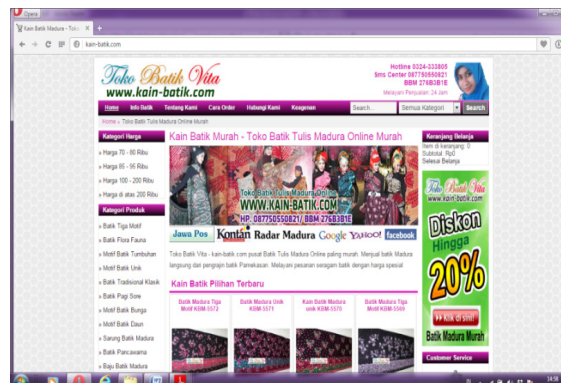 Opera
Kain Batik Madura - Toko
kain-batik.com
Toko Batik Vita
www.kain-batik.com
Hotline 0324-333805
Sms Center 087750550821
BBM 276B3B1E
Melayani Penjualan 24 Jam
Home Info Batik Tentang Kami Cara Order Hubungi Kami Keagenan
Search... Semua Kategori Search
Home » Toko Batik Tulis Madura Online Murah
Kategori Harga
» Harga 70 - 80 Ribu
» Harga 85 - 95 Ribu
» Harga 100 - 200 Ribu
» Harga di atas 200 Ribu
Kategori Produk
» Batik Tiga Motif
» Batik Flora Fauna
» Motif Batik Tumbuhan
» Motif Batik Unik
» Batik Tradisional Klasik
» Batik Pagi Sore
» Motif Batik Bunga
» Motif Batik Daun
» Sarung Batik Madura
» Batik Pancawarna
» Baju Batik Madura
Kain Batik Murah - Toko Batik Tulis Madura Online Murah
Toko Batik Tulis Madura Online
WWW.KAIN-BATIK.COM
HP. 087750550821/ BBM 276B3B1E
Jawa Pos Kontan Radar Madura Google YAHOO! facebook
Toko Batik Vita - kain-batik.com pusat Batik Tulis Madura Online paling murah. Menjual batik Madura
langsung dari pengrajin batik Pamekasan. Melayani pesanan seragam batik dengan harga spesial
Kain Batik Pilihan Terbaru
Batik Madura Tiga
Motif KBM-5572
Batik Madura Unik
KBM-5571
Kain Batik Madura
unik KBM-5570
Batik Madura Tiga
Motif KBM-5569
Keranjang Belanja
Item di keranjang: 0
Subtotal: Rp0
Selesai Belanja
Toko Batik Vita
www.kain-batik.com
Diskon
Hingga
20%
Klik di sini!
Batik Madura Murah
Customer Service
14:58